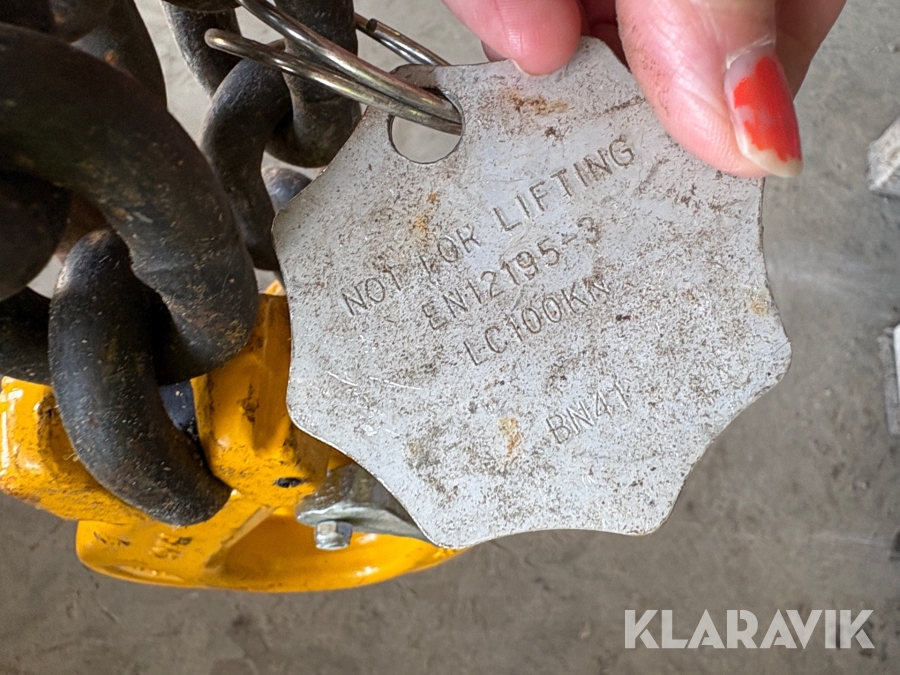 NOT FOR LIFTING
EN12195-3
LC100KN
BN41
KLARAVIK